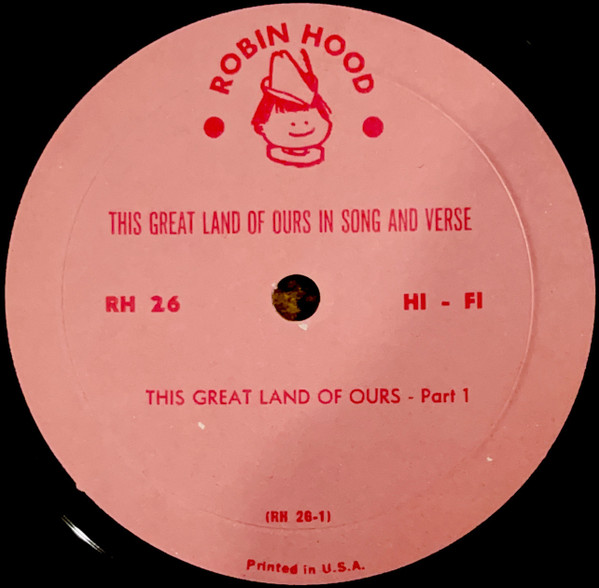 ROBIN HOOD
THIS GREAT LAND OF OURS IN SONG AND VERSE
RH 26 HI - FI
THIS GREAT LAND OF OURS - Part 1
(RH 26-1)
Printed in U.S.A.